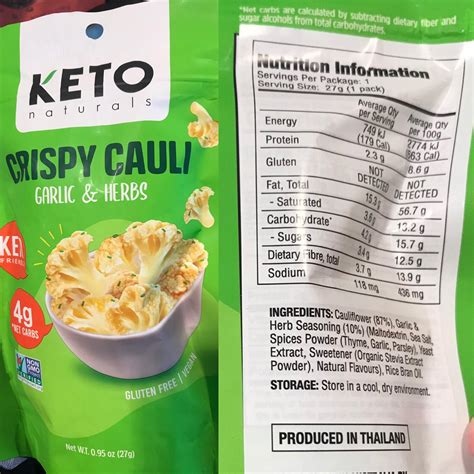 KETO
naturals
CRISPY CAULI
GARLIC & HERBS
4g
*NET CARBS
NON
GMO
GLUTEN FREE | VEGAN
Net WT. 0.95 oz (27g)
*Net carbs are calculated by subtracting dietary fiber and
sugar alcohols from total carbohydrates.
Nutrition Information
Servings Per Package: 1
Serving Size: 27g (1 pack)
Average Qty per Serving Average Qty per 100g
Energy 749 kJ (179 Cal) 2774 kJ (663 Cal)
Protein 2.3 g 8.6 g
Gluten NOT DETECTED NOT DETECTED
Fat, Total 15.3 g 56.7 g
- Saturated 3.6 g 13.2 g
Carbohydrate* 4.2 g 15.7 g
- Sugars 3.4 g 12.5 g
Dietary Fibre, total 3.7 g 13.9 g
Sodium 118 mg 436 mg
INGREDIENTS: Cauliflower (87%), Garlic &
Herb Seasoning (10%) (Maltodextrin, Sea Salt,
Spices Powder (Thyme, Garlic, Parsley), Yeast
Extract, Sweetener (Organic Stevia Extract
Powder), Natural Flavours), Rice Bran Oil.
STORAGE: Store in a cool, dry environment.
PRODUCED IN THAILAND